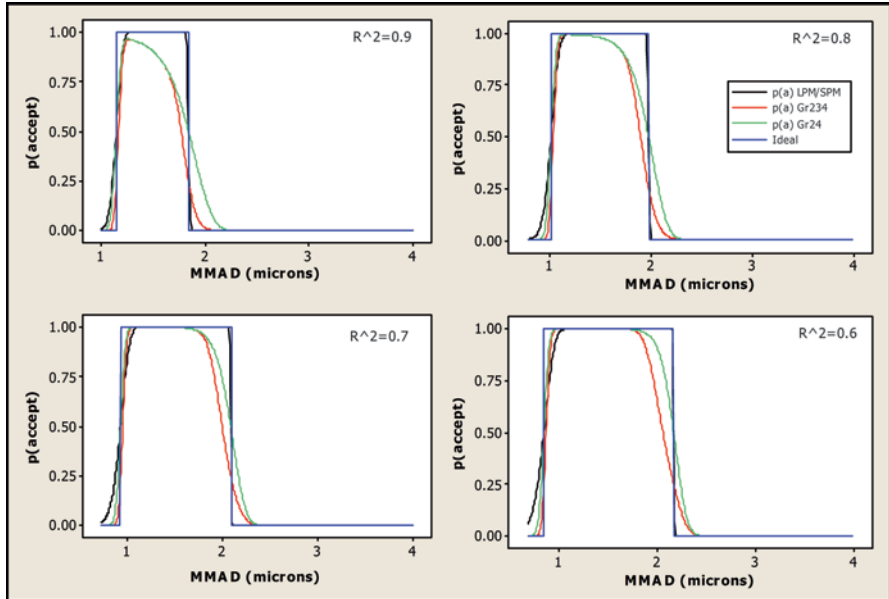 R^2=0.9
p(accept)
1.00
0.75
0.50
0.25
0.00
1 2 3 4
MMAD (microns)
R^2=0.8
p(accept)
1.00
0.75
0.50
0.25
0.00
p(a) LPM/SPM
p(a) Gr234
p(a) Gr24
Ideal
1 2 3 4
MMAD (microns)
R^2=0.7
p(accept)
1.00
0.75
0.50
0.25
0.00
1 2 3 4
MMAD (microns)
R^2=0.6
p(accept)
1.00
0.75
0.50
0.25
0.00
1 2 3 4
MMAD (microns)